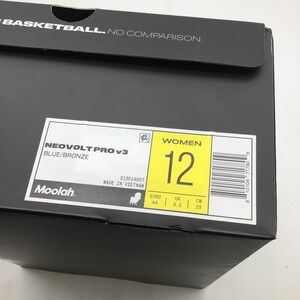 BASKETBALL. NO COMPARISON.
NEOVOLT PRO v3
BLUE/BRONZE
WOMEN
12
213014057
MADE IN VIETNAM
Moolah.
EURO UK CM
44 9.5 29